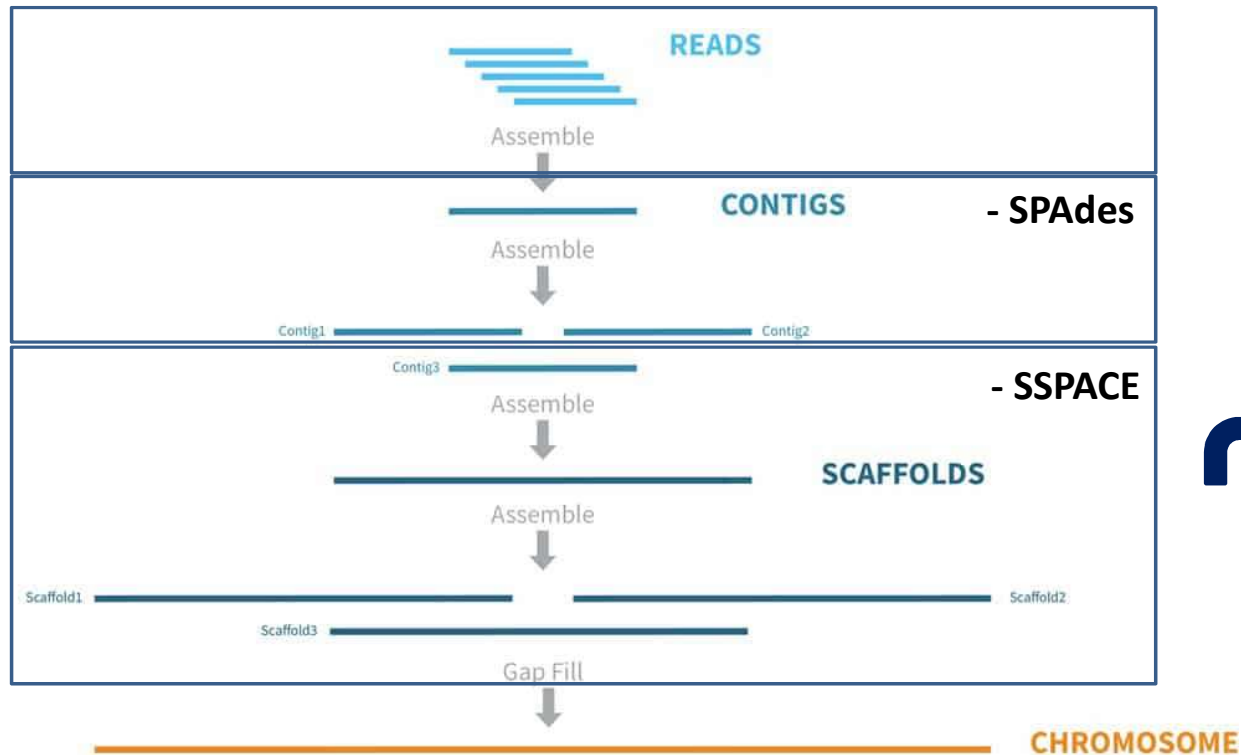 READS
Assemble
CONTIGS
- SPAdes
Assemble
Contig1
Contig2
Contig3
- SSPACE
Assemble
SCAFFOLDS
Assemble
Scaffold1
Scaffold2
Scaffold3
Gap Fill
CHROMOSOME